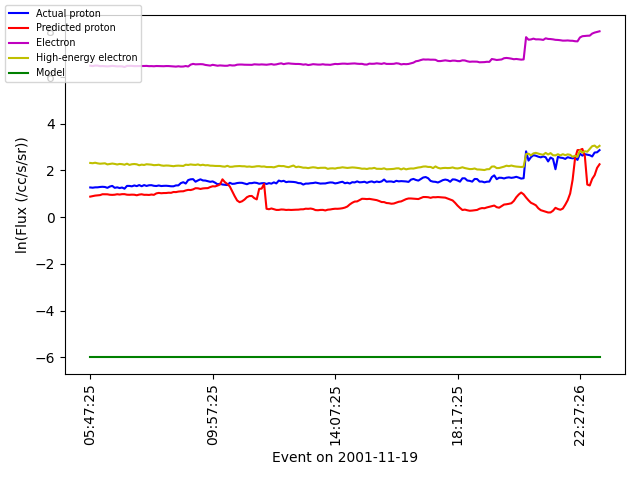 Actual proton
Predicted proton
Electron
High-energy electron
Model
8
6
4
2
0
−2
−4
−6
ln(Flux (/cc/s/sr))
05:47:25
09:57:25
14:07:25
18:17:25
22:27:26
Event on 2001-11-19